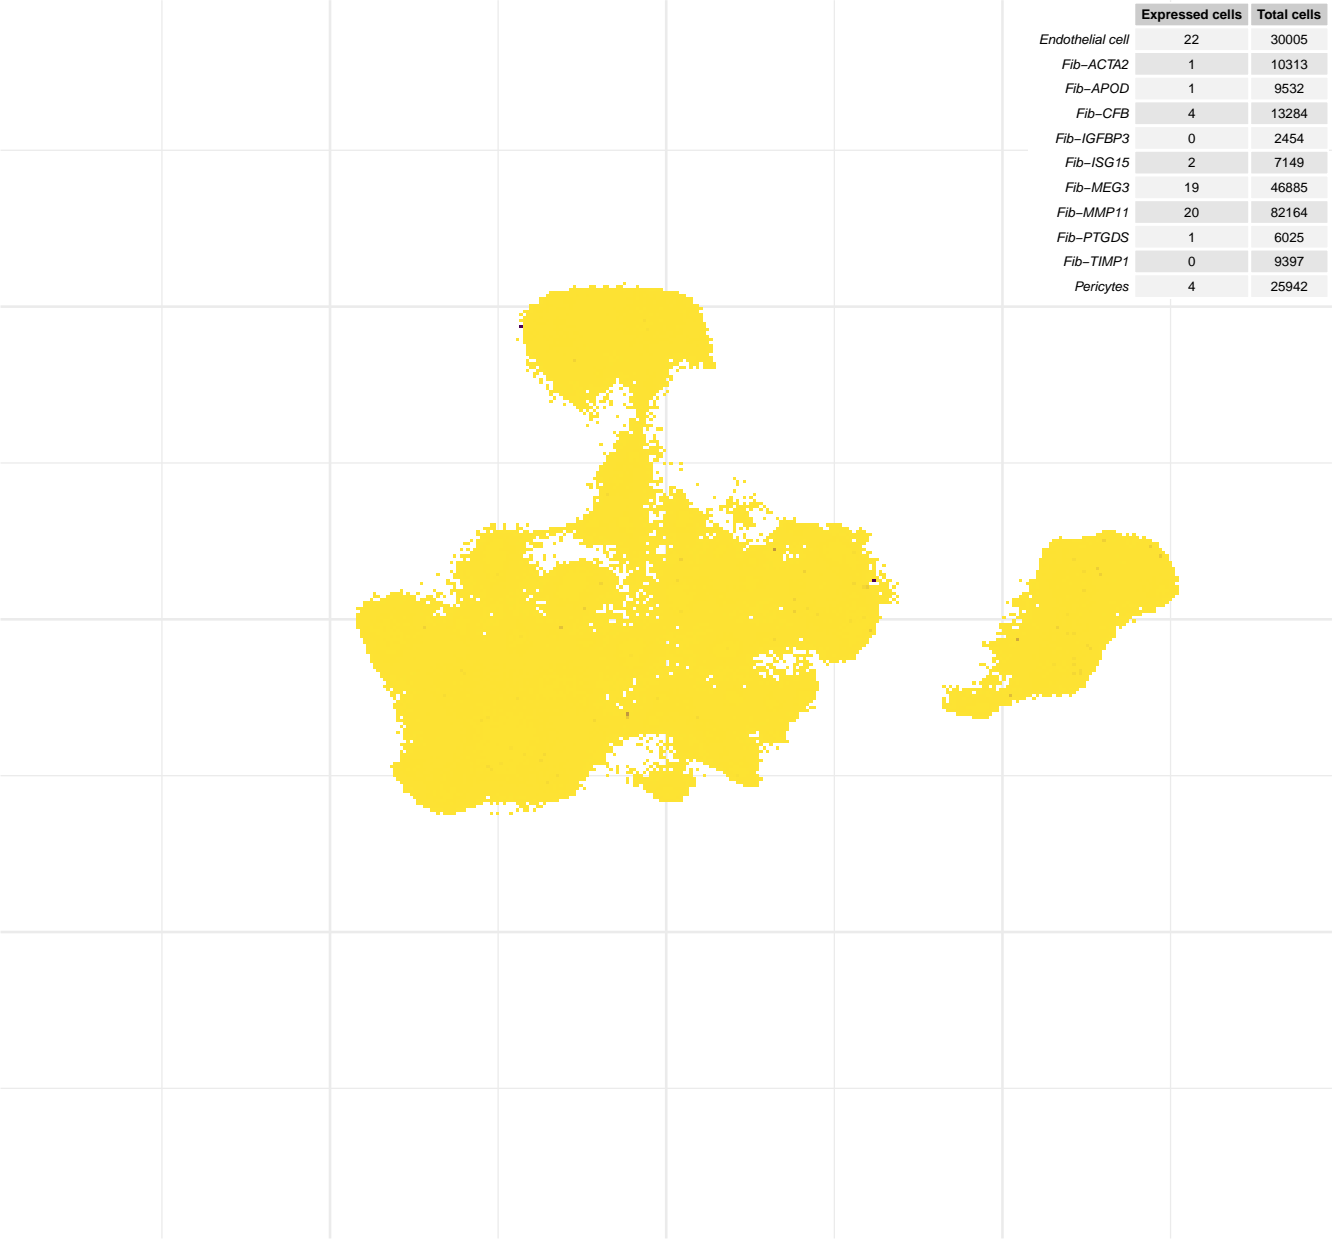 Expressed cells Total cells
Endothelial cell 22 30005
Fib−ACTA2 1 10313
Fib−APOD 1 9532
Fib−CFB 4 13284
Fib−IGFBP3 0 2454
Fib−ISG15 2 7149
Fib−MEG3 19 46885
Fib−MMP11 20 82164
Fib−PTGDS 1 6025
Fib−TIMP1 0 9397
Pericytes 4 25942